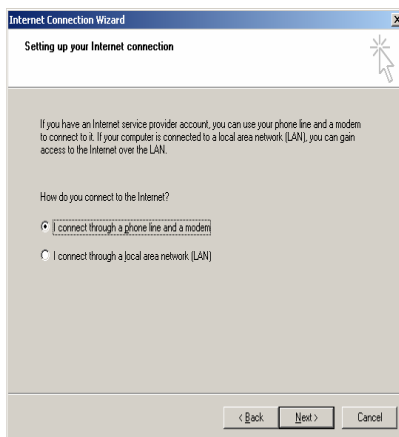 Internet Connection Wizard
Setting up your Internet connection
If you have an Internet service provider account, you can use your phone line and a modem
to connect to it. If your computer is connected to a local area network (LAN), you can gain
access to the Internet over the LAN.
How do you connect to the Internet?
I connect through a phone line and a modem
I connect through a local area network (LAN)
< Back Next > Cancel